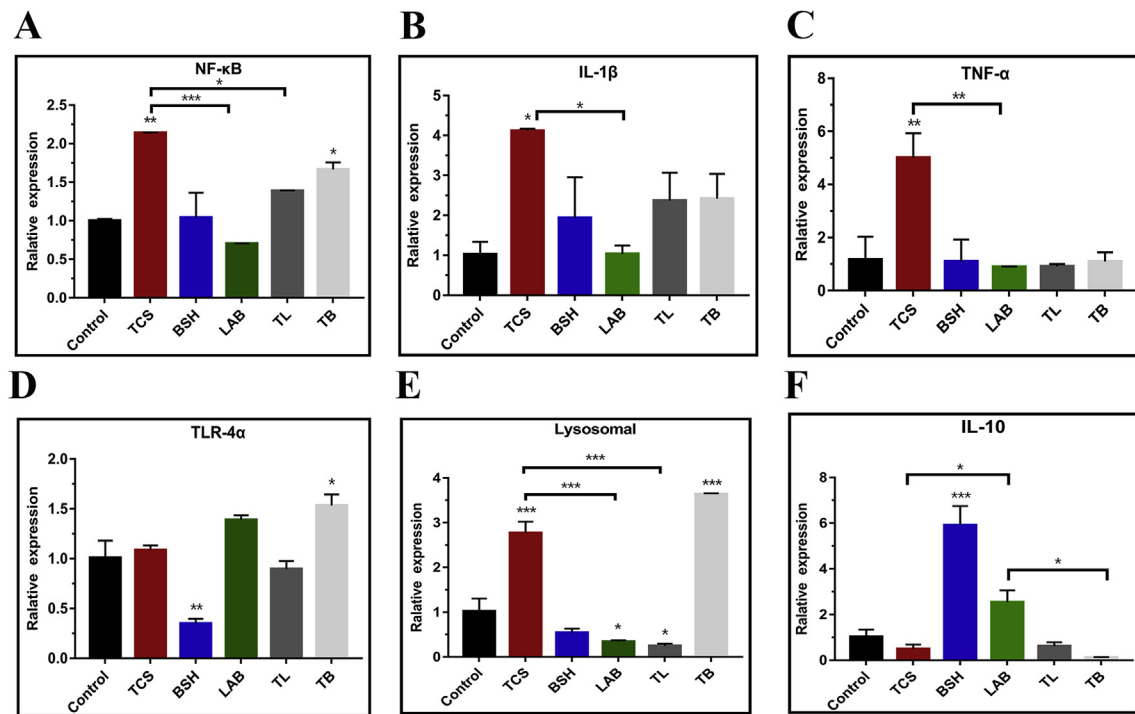 A
NF-κB
Ralative expression
2.5
2.0
1.5
1.0
0.5
0.0
**
***
*
*
Control
TCS
BSH
LAB
TL
TB
B
IL-1β
Ralative expression
5
4
3
2
1
0
*
*
Control
TCS
BSH
LAB
TL
TB
C
TNF-α
Ralative expression
8
6
4
2
0
**
**
Control
TCS
BSH
LAB
TL
TB
D
TLR-4α
Ralative expression
2.0
1.5
1.0
0.5
0.0
**
*
Control
TCS
BSH
LAB
TL
TB
E
Lysosomal
Ralative expression
4
3
2
1
0
***
***
***
*
*
***
Control
TCS
BSH
LAB
TL
TB
F
IL-10
Ralative expression
8
6
4
2
0
*
***
*
Control
TCS
BSH
LAB
TL
TB